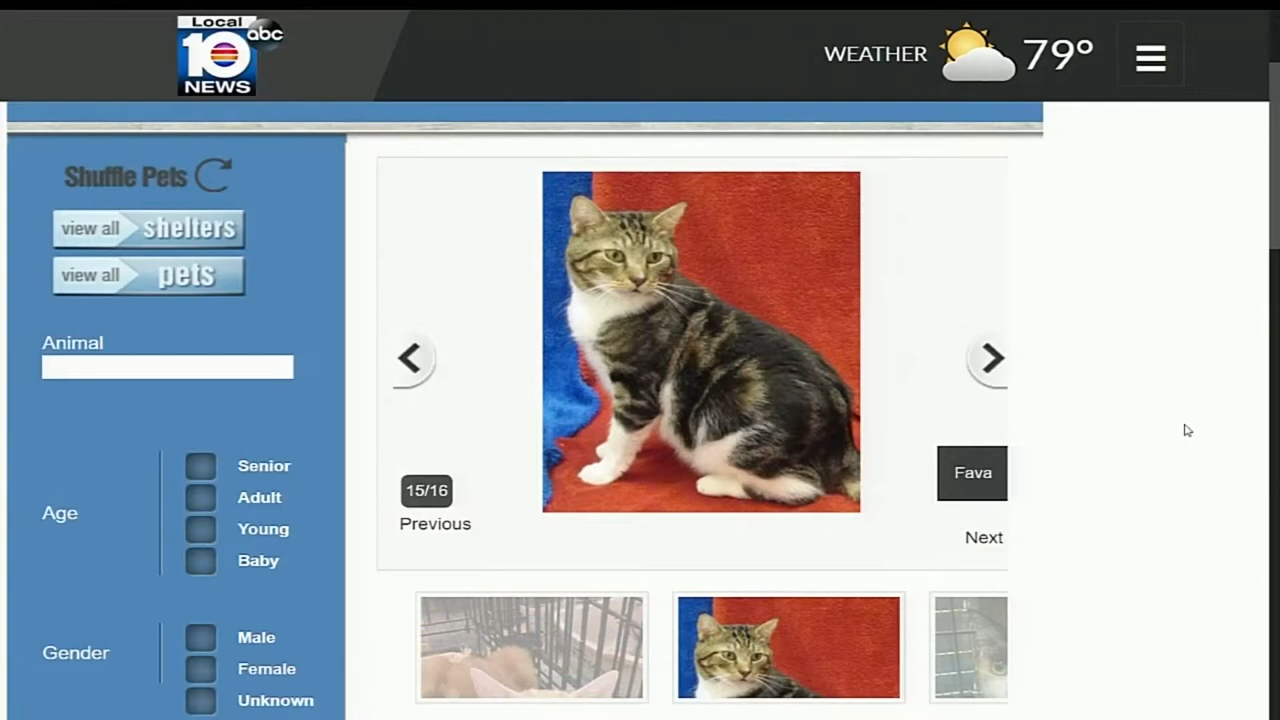 Local
10
abc
NEWS
WEATHER
79°
Shuffle Pets
view all shelters
view all pets
Animal
Age
Senior
Adult
Young
Baby
Gender
Male
Female
Unknown
15/16
Previous
Fava
Next